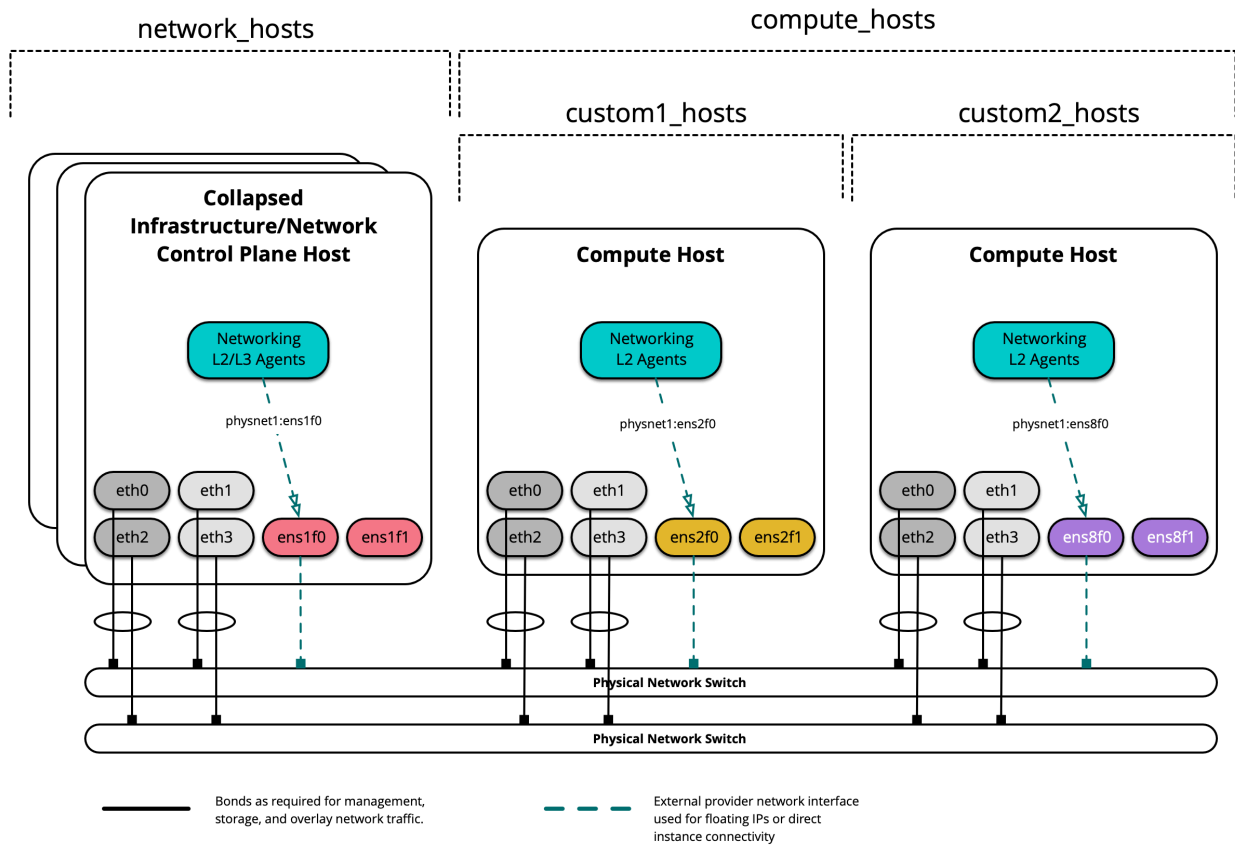 network_hosts
compute_hosts
custom1_hosts
custom2_hosts
Collapsed
Infrastructure/Network
Control Plane Host
Networking
L2/L3 Agents
physnet1:ens1f0
eth0
eth1
eth2
eth3
ens1f0
ens1f1
Compute Host
Networking
L2 Agents
physnet1:ens2f0
eth0
eth1
eth2
eth3
ens2f0
ens2f1
Compute Host
Networking
L2 Agents
physnet1:ens8f0
eth0
eth1
eth2
eth3
ens8f0
ens8f1
Physical Network Switch
Physical Network Switch
Bonds as required for management,
storage, and overlay network traffic.
External provider network interface
used for floating IPs or direct
instance connectivity